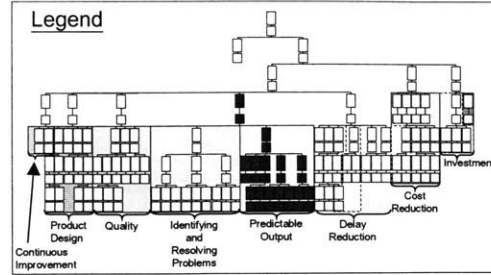 Legend
Investment
Cost
Reduction
Product
Design
Quality
Identifying
and
Resolving
Problems
Predictable
Output
Delay
Reduction
Continuous
Improvement